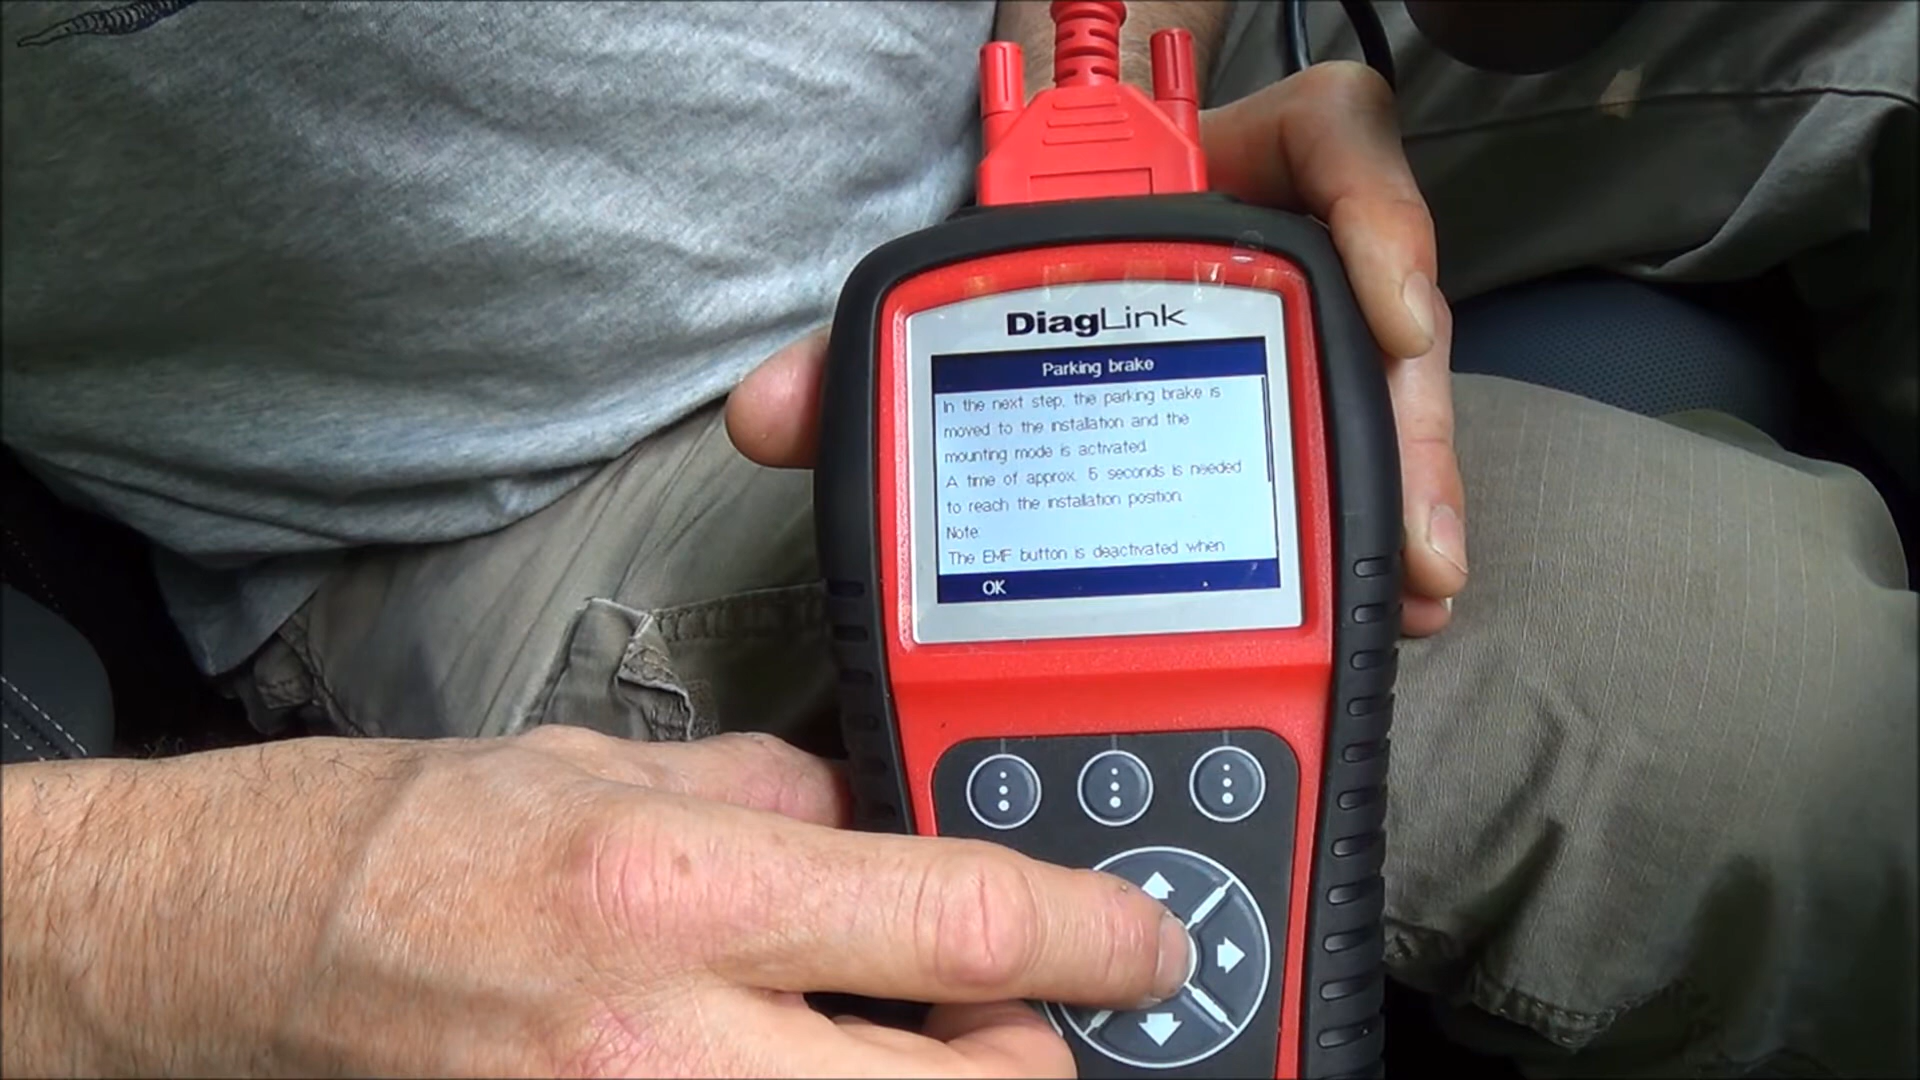 DiagLink
Parking brake
In the next step, the parking brake is
moved to the installation and the
mounting mode is activated.
A time of approx. 5 seconds is needed
to reach the installation position.
Note:
The EMF button is deactivated when
OK